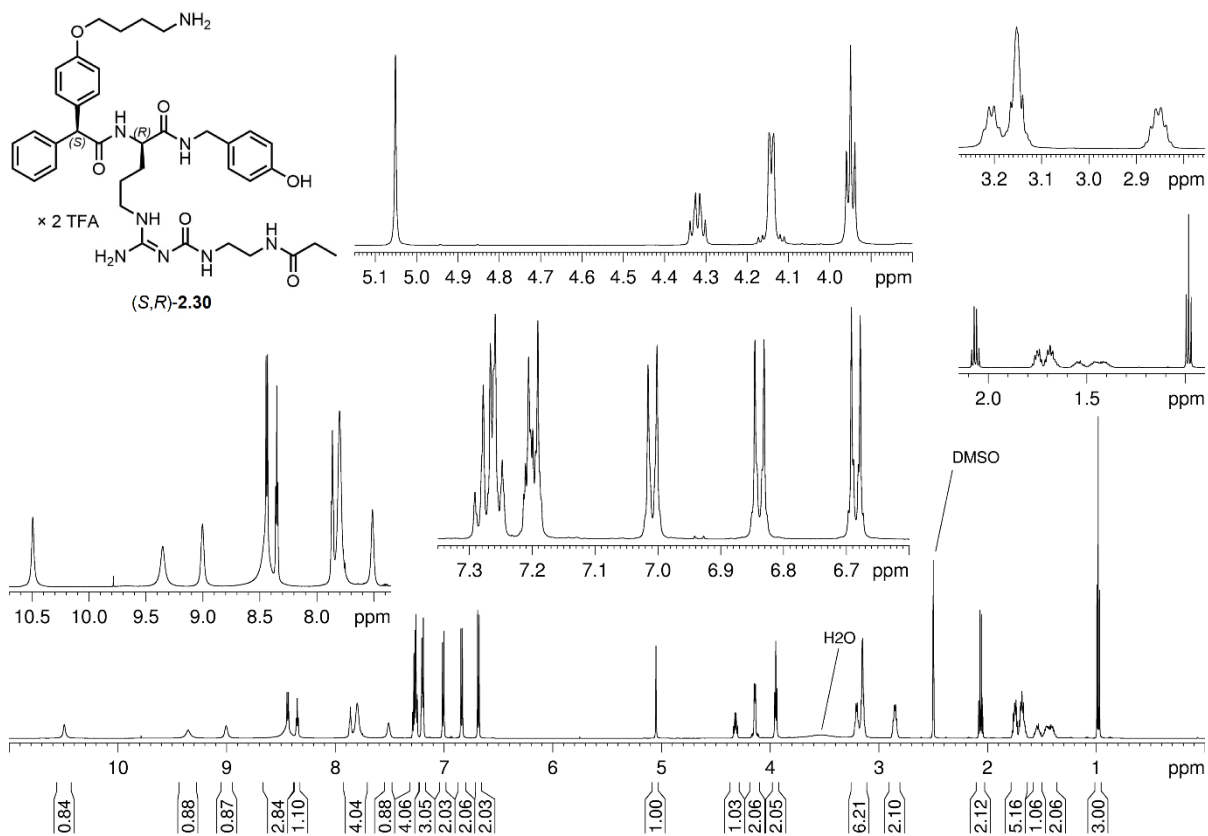 NH2
O
H
N
O
H
N
O
(R)
(S)
OH
× 2 TFA
NH
O
NH2
N
N
H
H
N
O
(S,R)-2.30
5.1 5.0 4.9 4.8 4.7 4.6 4.5 4.4 4.3 4.2 4.1 4.0 ppm
3.2 3.1 3.0 2.9 ppm
2.0 1.5 ppm
10.5 10.0 9.5 9.0 8.5 8.0 ppm
7.3 7.2 7.1 7.0 6.9 6.8 6.7 ppm
DMSO
H2O
10 9 8 7 6 5 4 3 2 1 ppm
0.84 0.88 0.87 2.84 1.10 4.04 0.88 4.06 3.05 2.03 2.06 2.03 1.00 1.03 2.06 2.05 6.21 2.10 2.12 5.16 1.06 2.06 3.00